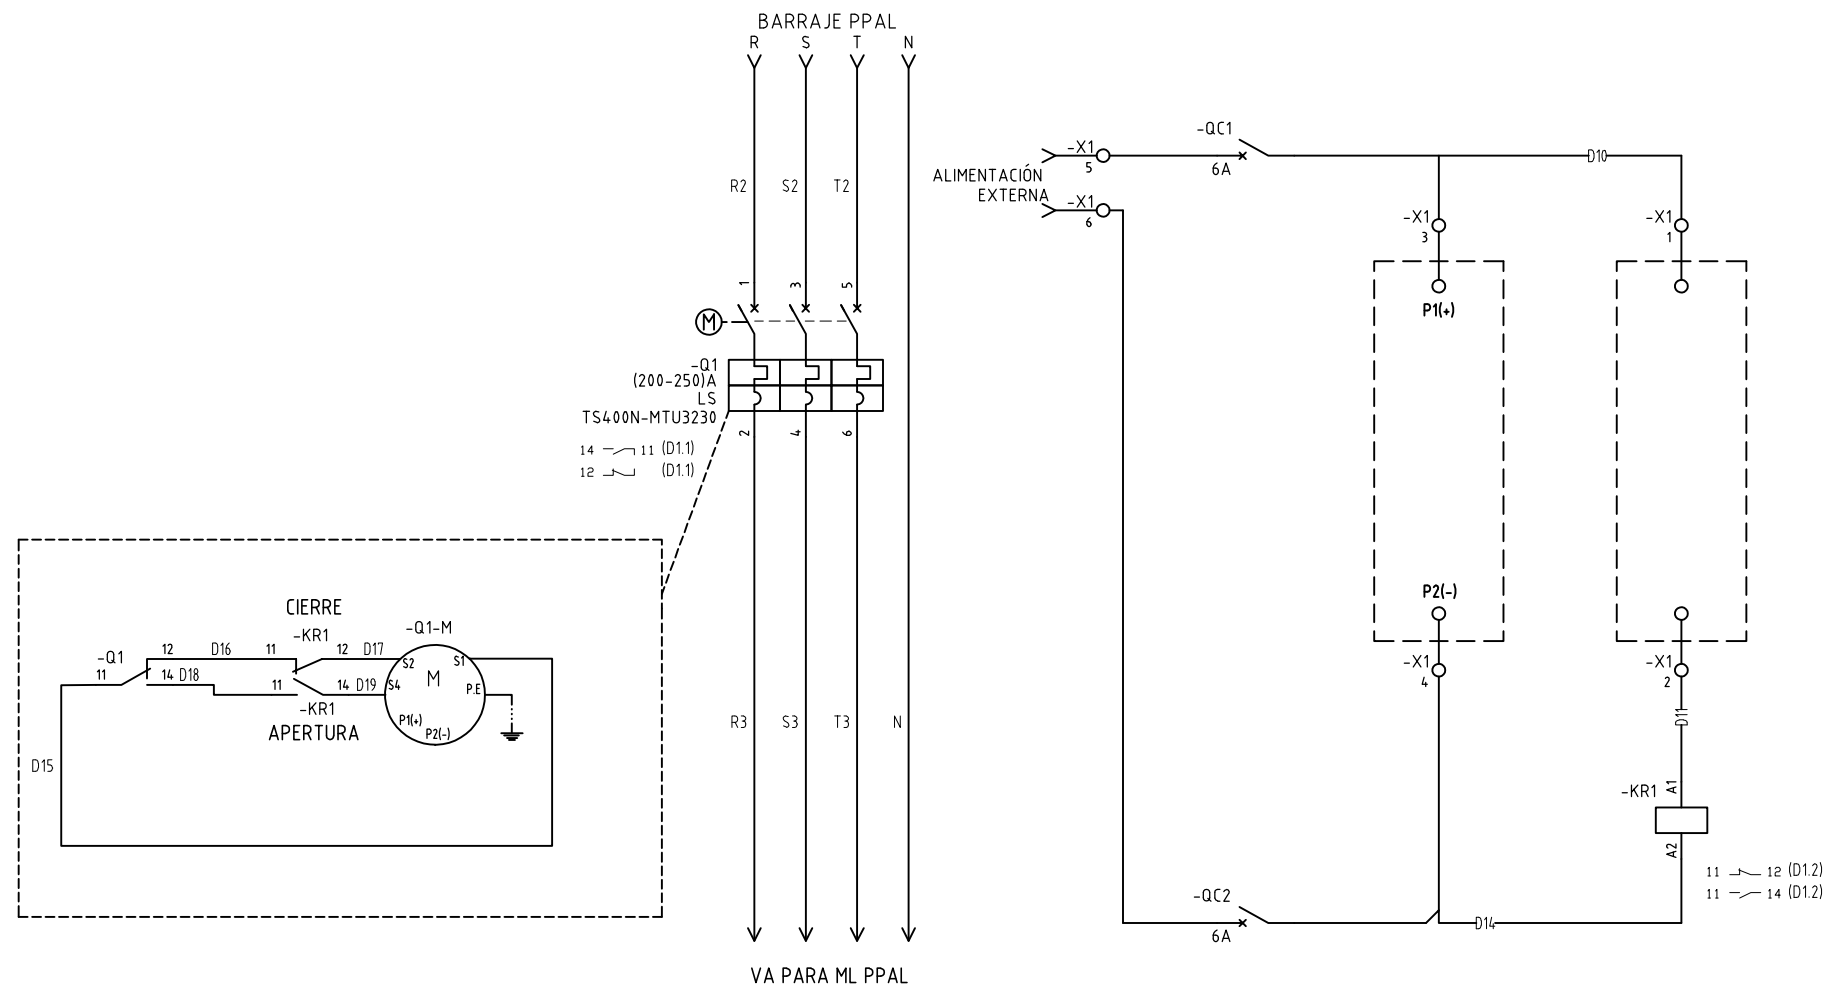 BARRAJE PPAL
R S T N
R2 S2 T2
1 3 5
M
-Q1
(200-250)A
LS
TS400N-MTU3230
2 4 6
14 11 (D1.1)
12 (D1.1)
R3 S3 T3 N
VA PARA ML PPAL
CIERRE
-KR1
-Q1-M
-Q1
11
12 D16 11 12 D17
14 D18 11 14 D19
S2 S1
M
S4 P.E
P1(+)
P2(-)
-KR1
APERTURA
D15
ALIMENTACIÓN
EXTERNA
-X1
5
-X1
6
-QC1
6A
D10
-X1
3
P1(+)
P2(-)
-X1
4
-X1
1
-X1
2
D11
A1
-KR1
A2
11 12 (D1.2)
11 14 (D1.2)
-QC2
6A
D14